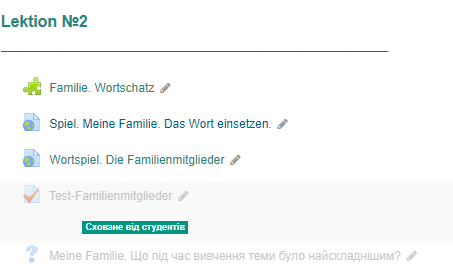 Lektion №2
Familie. Wortschatz
Spiel. Meine Familie. Das Wort einsetzen.
Wortspiel. Die Familienmitglieder
Test-Familienmitglieder
Сховане від студентів
Meine Familie. Що під час вивчення теми було найскладнішим?